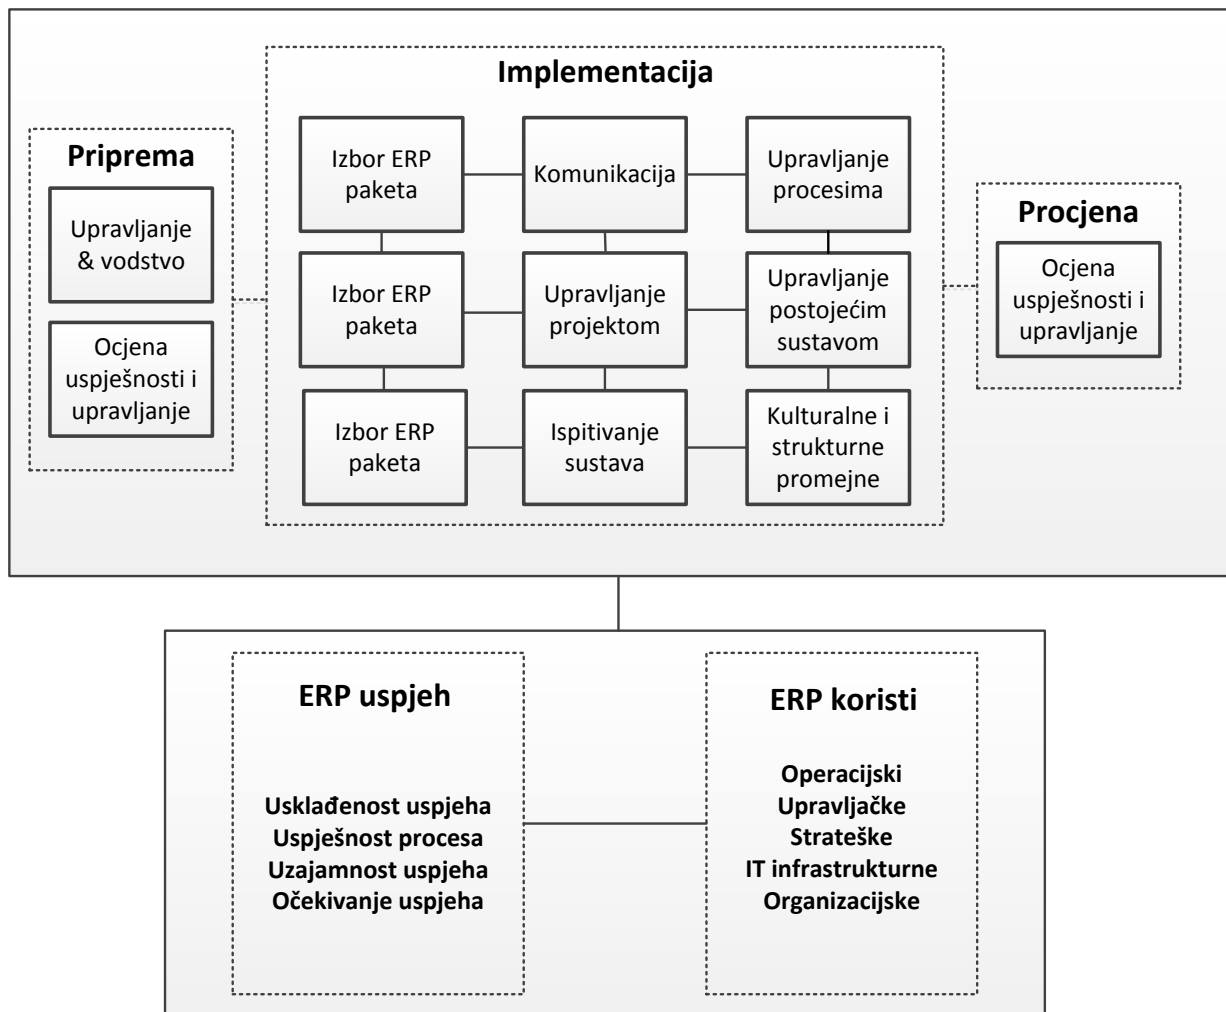 Implementacija
Priprema
Upravljanje
& vodstvo
Ocjena
uspješnosti i
upravljanje
Izbor ERP
paketa
Komunikacija
Upravljanje
procesima
Izbor ERP
paketa
Upravljanje
projektom
Upravljanje
postojećim
sustavom
Izbor ERP
paketa
Ispitivanje
sustava
Kulturalne i
strukturne
promejne
Procjena
Ocjena
uspješnosti i
upravljanje
ERP uspjeh
Usklađenost uspjeha
Uspješnost procesa
Uzajamnost uspjeha
Očekivanje uspjeha
ERP koristi
Operacijski
Upravljačke
Strateške
IT infrastrukturne
Organizacijske